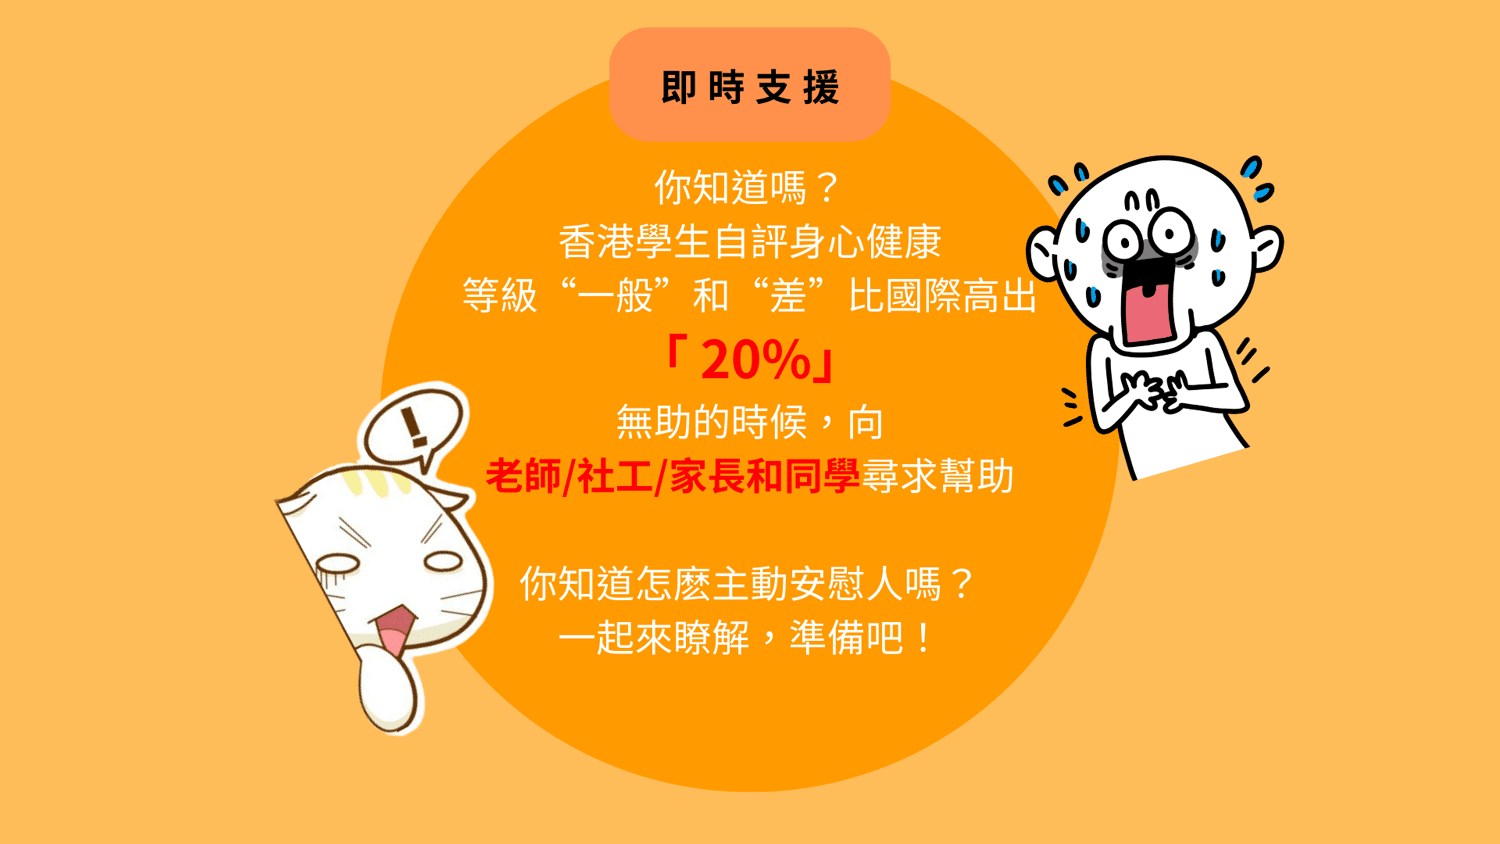 即時支援
你知道嗎？
香港學生自評身心健康
等級“一般”和“差”比國際高出
「 20%」
無助的時候，向
老師/社工/家長和同學尋求幫助
!
你知道怎麽主動安慰人嗎？
一起來瞭解，準備吧！